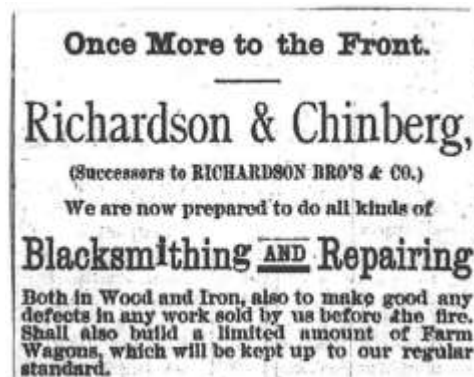 Once More to the Front.
Richardson & Chinberg,
(Successors to RICHARDSON BRO'S & CO.)
We are now prepared to do all kinds of
Blacksmithing AND Repairing
Both in Wood and Iron, also to make good any
defects in any work sold by us before the fire.
Shall also build a limited amount of Farm
Wagons, which will be kept up to our regular
standard.